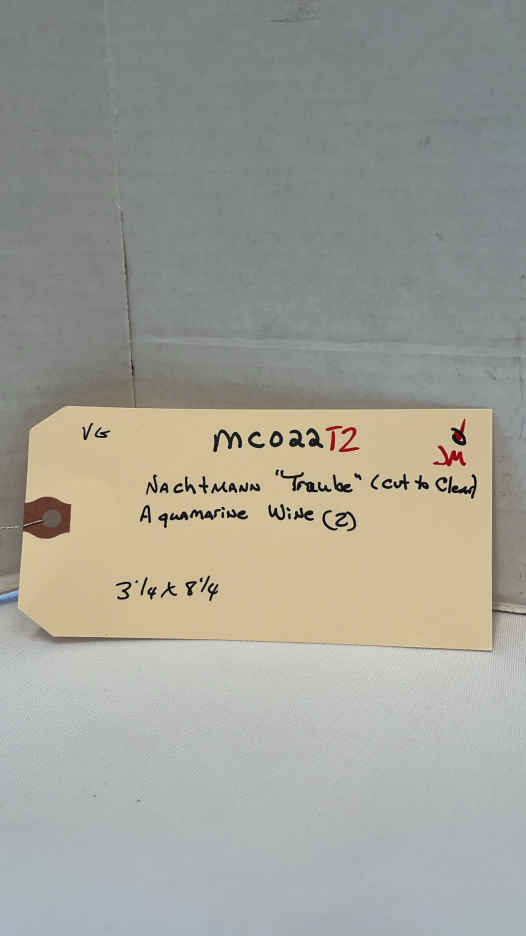 VG MC022T2
JM
Nachtmann "Traube" (cut to Clear)
Aquamarine Wine (2)
3 1/4 x 8 1/4